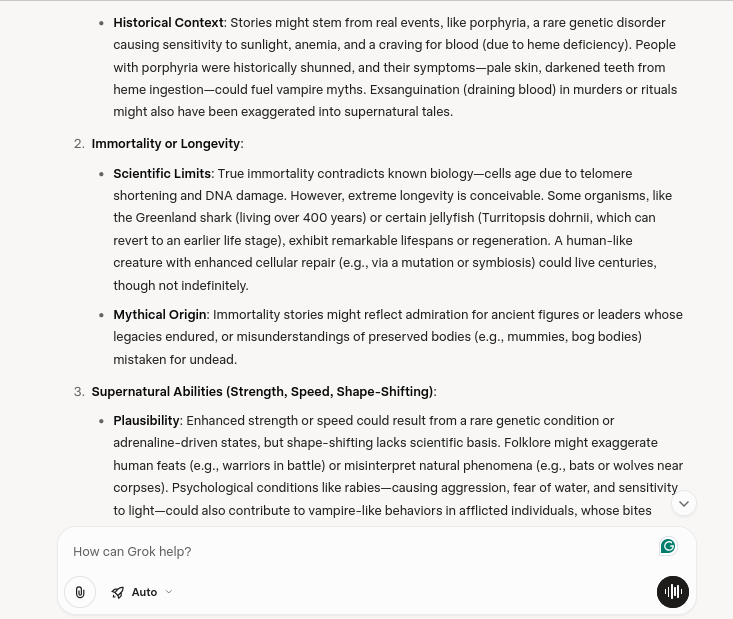 • Historical Context: Stories might stem from real events, like porphyria, a rare genetic disorder
causing sensitivity to sunlight, anemia, and a craving for blood (due to heme deficiency). People
with porphyria were historically shunned, and their symptoms—pale skin, darkened teeth from
heme ingestion—could fuel vampire myths. Exsanguination (draining blood) in murders or rituals
might also have been exaggerated into supernatural tales.
2. Immortality or Longevity:
• Scientific Limits: True immortality contradicts known biology—cells age due to telomere
shortening and DNA damage. However, extreme longevity is conceivable. Some organisms, like
the Greenland shark (living over 400 years) or certain jellyfish (Turritopsis dohrnii, which can
revert to an earlier life stage), exhibit remarkable lifespans or regeneration. A human-like
creature with enhanced cellular repair (e.g., via a mutation or symbiosis) could live centuries,
though not indefinitely.
• Mythical Origin: Immortality stories might reflect admiration for ancient figures or leaders whose
legacies endured, or misunderstandings of preserved bodies (e.g., mummies, bog bodies)
mistaken for undead.
3. Supernatural Abilities (Strength, Speed, Shape-Shifting):
• Plausibility: Enhanced strength or speed could result from a rare genetic condition or
adrenaline-driven states, but shape-shifting lacks scientific basis. Folklore might exaggerate
human feats (e.g., warriors in battle) or misinterpret natural phenomena (e.g., bats or wolves near
corpses). Psychological conditions like rabies—causing aggression, fear of water, and sensitivity
to light—could also contribute to vampire-like behaviors in afflicted individuals, whose bites
How can Grok help?
Auto